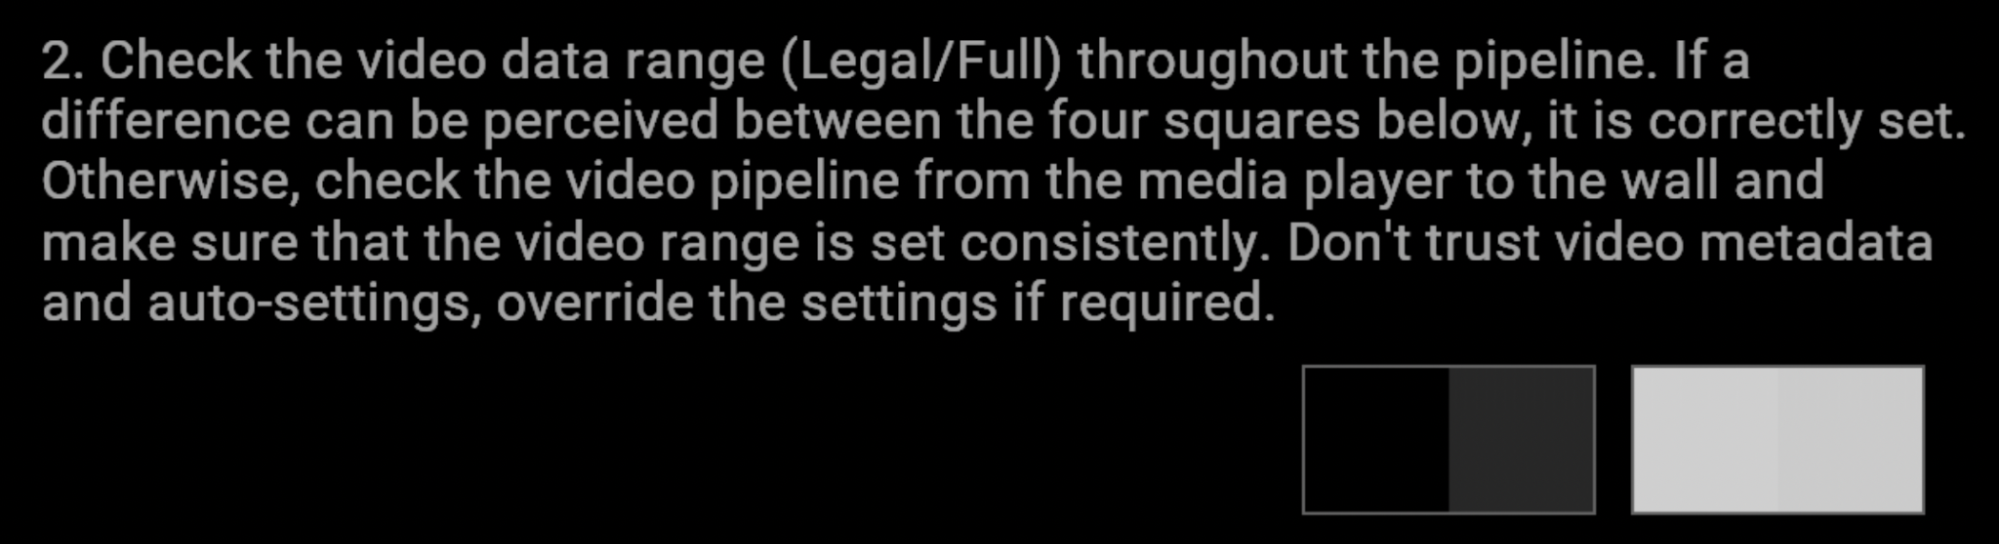 2. Check the video data range (Legal/Full) throughout the pipeline. If a
difference can be perceived between the four squares below, it is correctly set.
Otherwise, check the video pipeline from the media player to the wall and
make sure that the video range is set consistently. Don't trust video metadata
and auto-settings, override the settings if required.